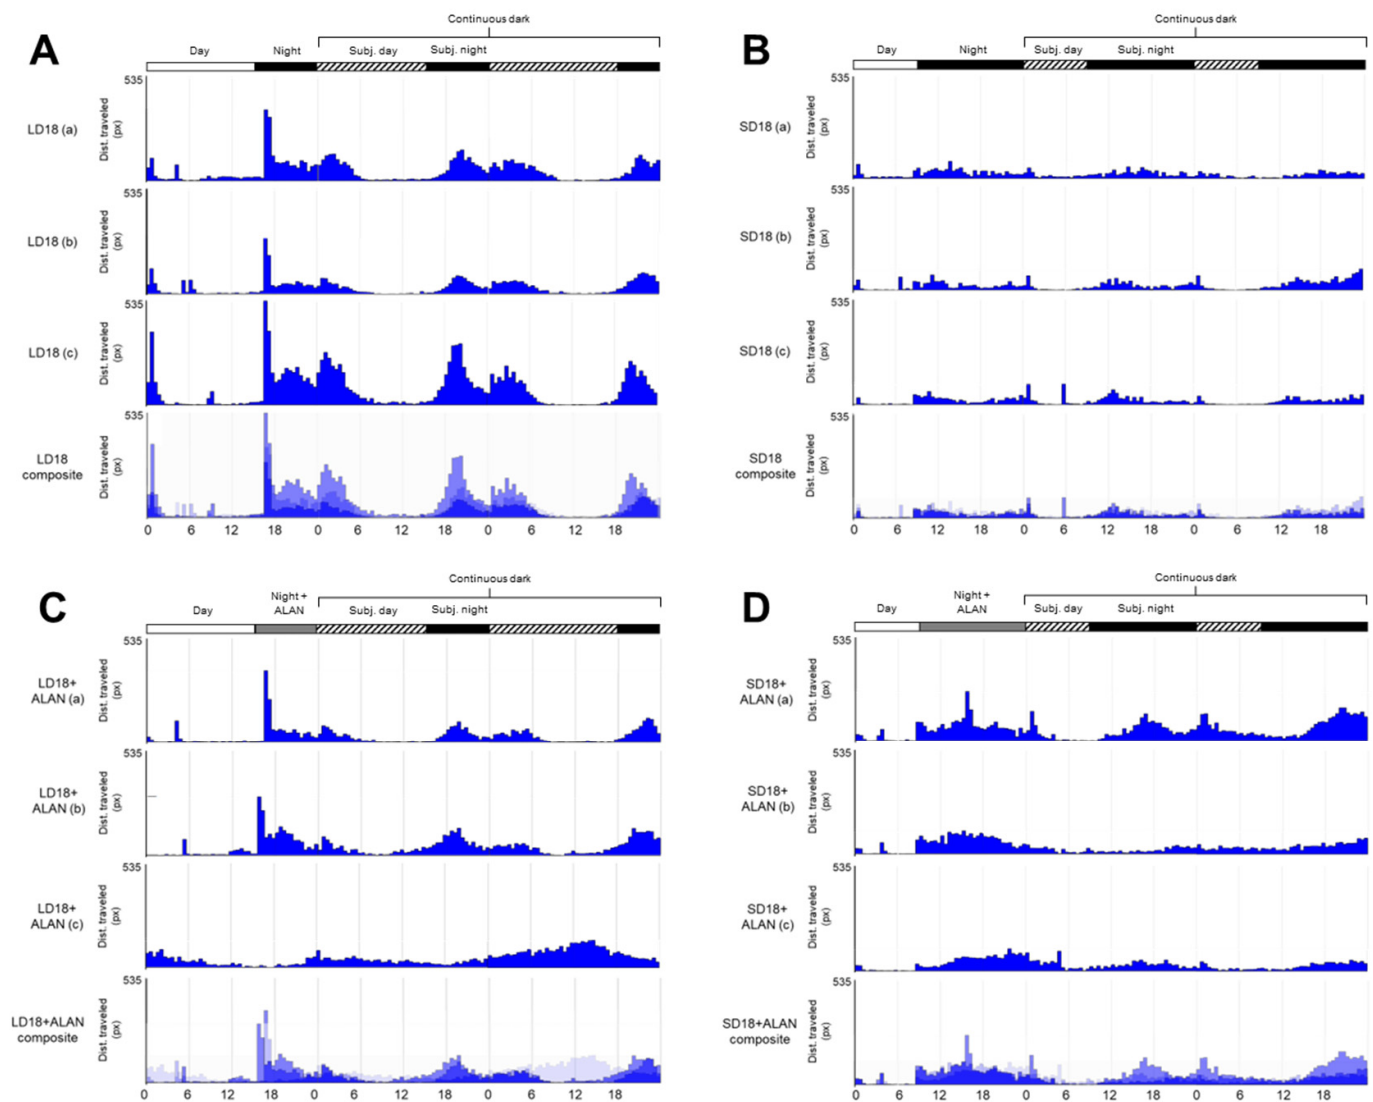 A
Continuous dark
Day Night Subj. day Subj. night
535
LD18 (a)
Dist. traveled
(px)
535
LD18 (b)
Dist. traveled
(px)
535
LD18 (c)
Dist. traveled
(px)
535
LD18
composite
Dist. traveled
(px)
0 6 12 18 0 6 12 18 0 6 12 18
B
Continuous dark
Day Night Subj. day Subj. night
535
SD18 (a)
Dist. traveled
(px)
535
SD18 (b)
Dist. traveled
(px)
535
SD18 (c)
Dist. traveled
(px)
535
SD18
composite
Dist. traveled
(px)
0 6 12 18 0 6 12 18 0 6 12 18
C
Continuous dark
Day Night + Subj. day Subj. night
ALAN
535
LD18+
ALAN (a)
Dist. traveled
(px)
535
LD18+
ALAN (b)
Dist. traveled
(px)
535
LD18+
ALAN (c)
Dist. traveled
(px)
535
LD18+ALAN
composite
Dist. traveled
(px)
0 6 12 18 0 6 12 18 0 6 12 18
D
Continuous dark
Day Night + Subj. day Subj. night
ALAN
535
SD18+
ALAN (a)
Dist. traveled
(px)
535
SD18+
ALAN (b)
Dist. traveled
(px)
535
SD18+
ALAN (c)
Dist. traveled
(px)
535
SD18+ALAN
composite
Dist. traveled
(px)
0 6 12 18 0 6 12 18 0 6 12 18